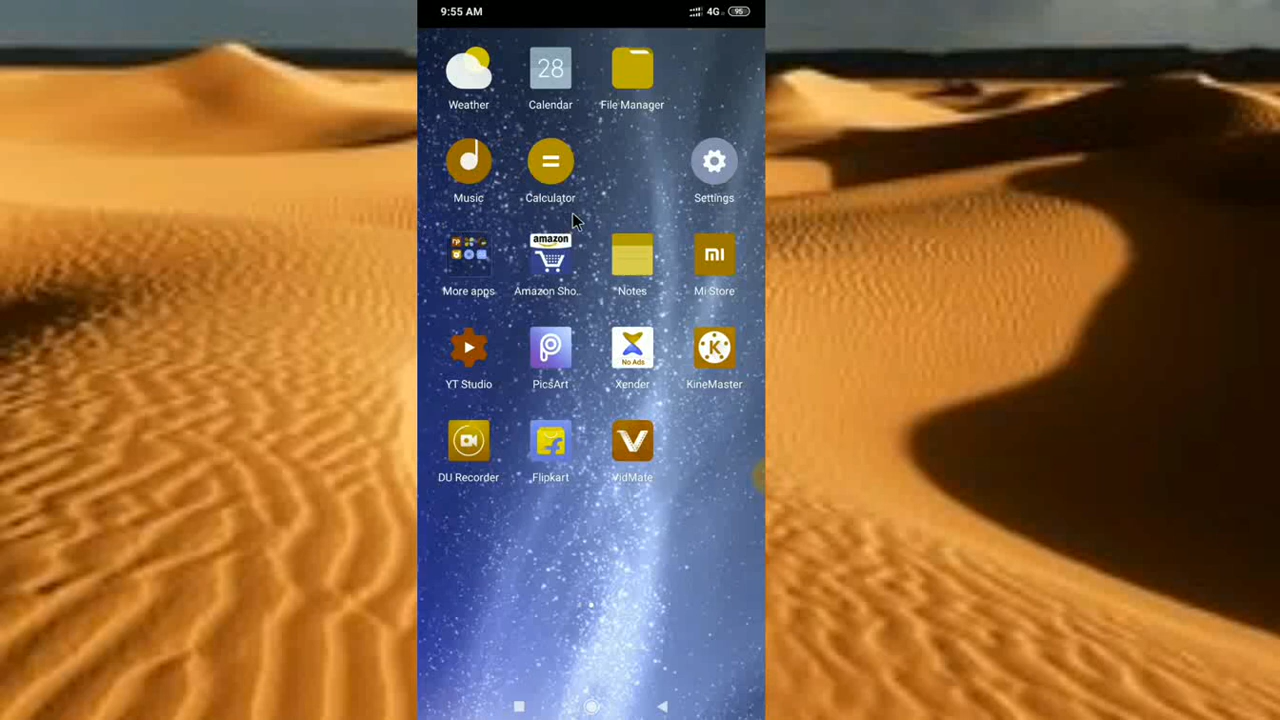 9:55 AM 4G 95
28
Weather Calendar File Manager
Music Calculator Settings
amazon
mi
More apps Amazon Sho.. Notes Mi Store
No Ads K
YT Studio PicsArt Xender KineMaster
DU Recorder Flipkart VidMate